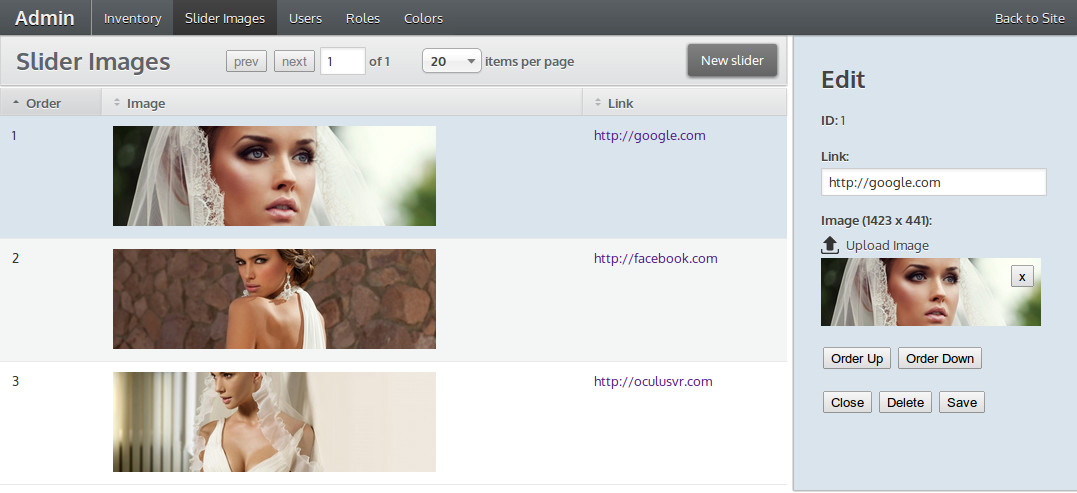 Admin Inventory Slider Images Users Roles Colors Back to Site
Slider Images prev next 1 of 1 20 items per page New slider
Order Image Link
1 http://google.com
2 http://facebook.com
3 http://oculusvr.com
Edit
ID: 1
Link:
http://google.com
Image (1423 x 441):
Upload Image
x
Order Up Order Down
Close Delete Save